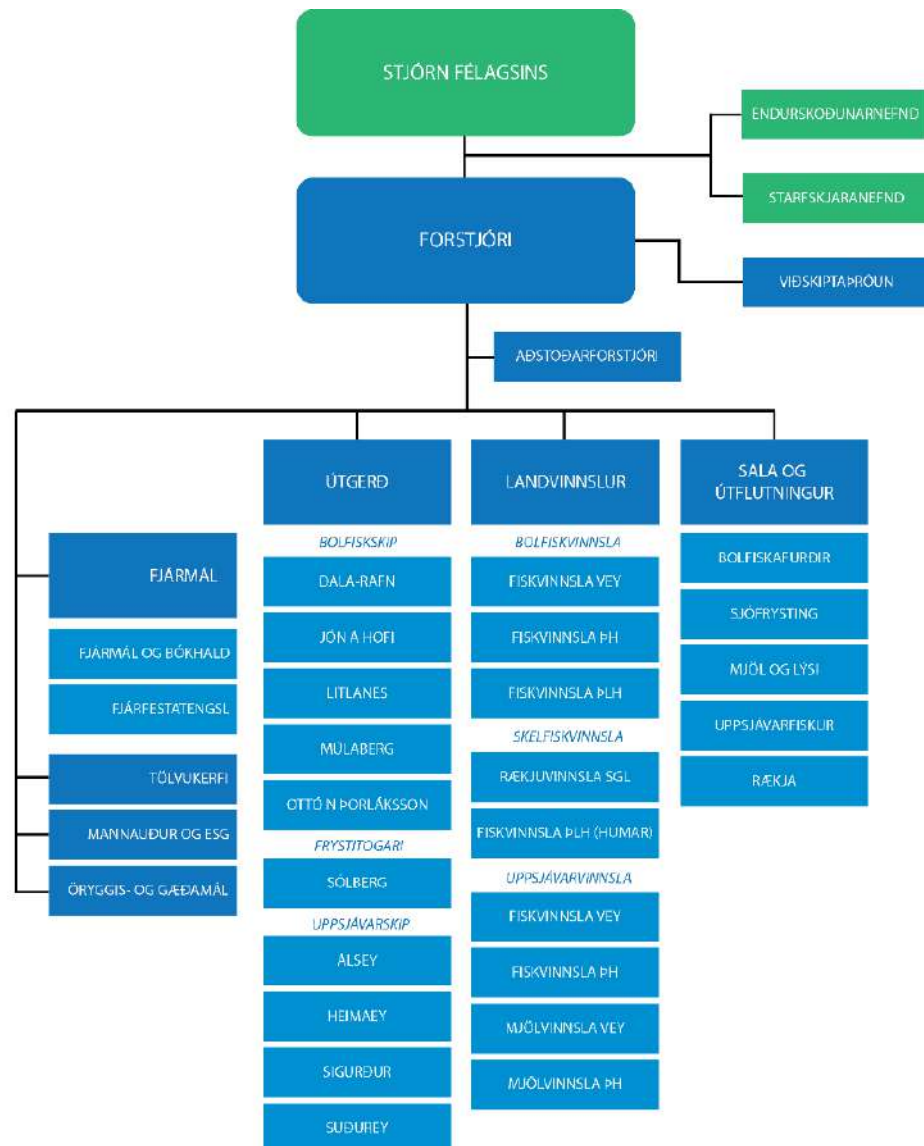 STJÓRN FÉLAGSINS
ENDURSKOÐUNARNEFND
STARFSKJARANEFND
FORSTJÓRI
VIÐSKIPTAÞRÓUN
AÐSTOÐARFORSTJÓRI
FJÁRMÁL
FJÁRMÁL OG BÓKHALD
FJÁRFESTATENGSL
TÖLVUKERFI
MANNAUÐUR OG ESG
ÖRYGGIS- OG GÆÐAMÁL
ÚTGERÐ
BOLFISKSKIP
DALA-RAFN
JÓN Á HOFI
LITLANES
MÚLABERG
OTTÓ N ÞORLÁKSSON
FRYSTITOGARI
SÓLBERG
UPPSJÁVARSKIP
ÁLSEY
HEIMAEY
SIGURÐUR
SUÐUREY
LANDVINNSLUR
BOLFISKVINNSLA
FISKVINNSLA VEY
FISKVINNSLA ÞH
FISKVINNSLA ÞLH
SKELFISKVINNSLA
RÆKJUVINNSLA SGL
FISKVINNSLA ÞLH (HUMAR)
UPPSJÁVARVINNSLA
FISKVINNSLA VEY
FISKVINNSLA ÞH
MJÖLVINNSLA VEY
MJÖLVINNSLA ÞH
SALA OG
ÚTFLUTNINGUR
BOLFISKAFURÐIR
SJÓFRYSTING
MJÖL OG LÝSI
UPPSJÁVARFISKUR
RÆKJA